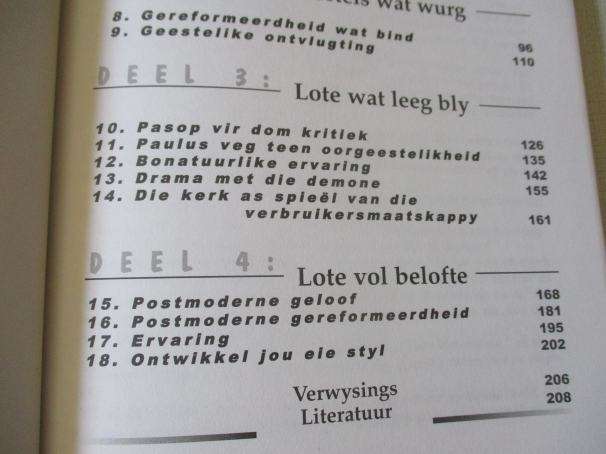 wat wurg
8. Gereformeerdheid wat bind 96
9. Geestelike ontvlugting 110
DEEL 3:
Lote wat leeg bly
10. Pasop vir dom kritiek 126
11. Paulus veg teen oorgeestelikheid 135
12. Bonatuurlike ervaring 142
13. Drama met die demone 155
14. Die kerk as spieël van die
verbruikersmaatskappy 161
DEEL 4:
Lote vol belofte
15. Postmoderne geloof 168
16. Postmoderne gereformeerdheid 181
17. Ervaring 195
18. Ontwikkel jou eie styl 202
Verwysings 206
Literatuur 208